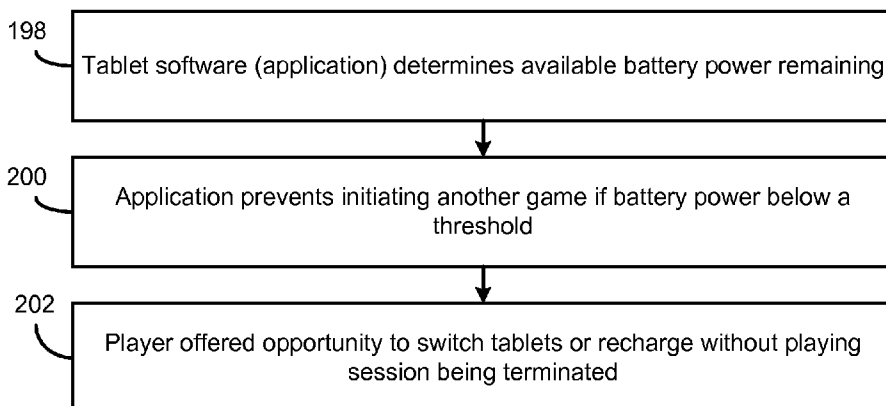 198
Tablet software (application) determines available battery power remaining
200
Application prevents initiating another game if battery power below a
threshold
202
Player offered opportunity to switch tablets or recharge without playing
session being terminated